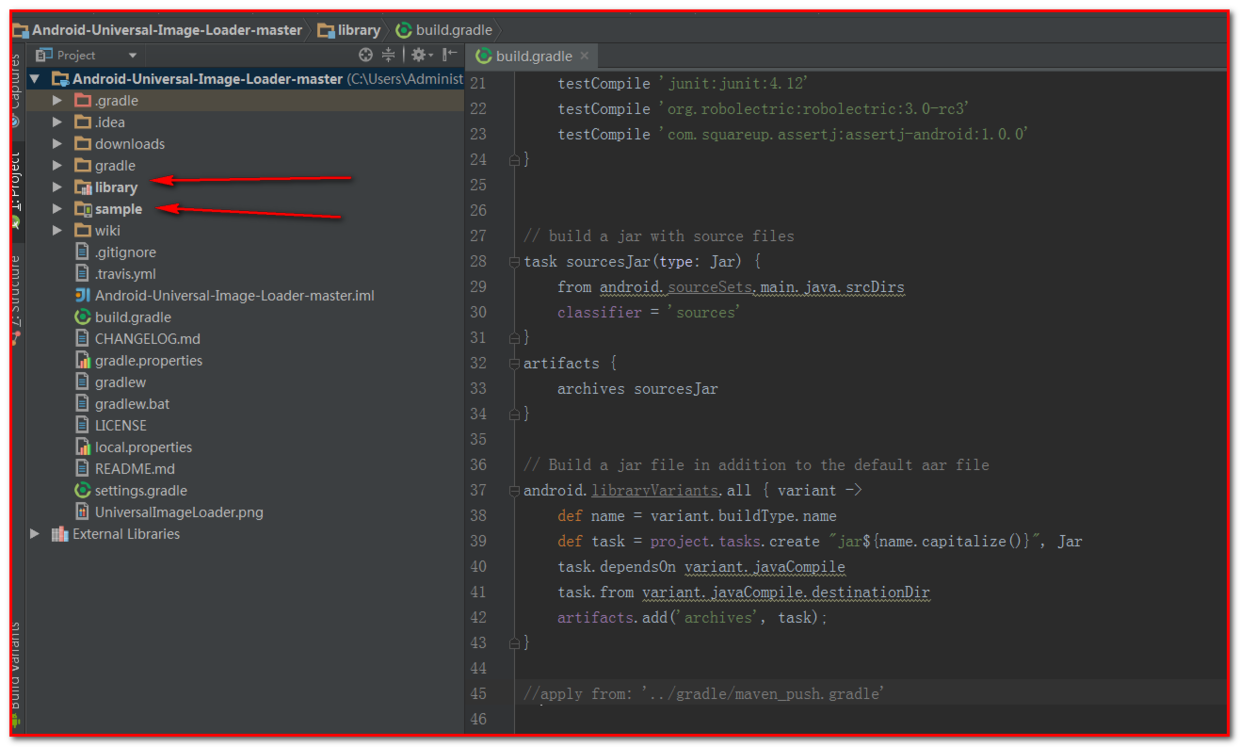 Android-Universal-Image-Loader-master library build.gradle
Project
build.gradle
Captures
1: Project
7: Structure
Build Variants
Android-Universal-Image-Loader-master (C:\Users\Administ
.gradle
.idea
downloads
gradle
library
sample
wiki
.gitignore
.travis.yml
Android-Universal-Image-Loader-master.iml
build.gradle
CHANGELOG.md
gradle.properties
gradlew
gradlew.bat
LICENSE
local.properties
README.md
settings.gradle
UniversalImageLoader.png
External Libraries
21 testCompile 'junit:junit:4.12'
22 testCompile 'org.robolectric:robolectric:3.0-rc3'
23 testCompile 'com.squareup.assertj:assertj-android:1.0.0'
24 }
25
26
27 // build a jar with source files
28 task sourcesJar(type: Jar) {
29 from android.sourceSets.main.java.srcDirs
30 classifier = 'sources'
31 }
32 artifacts {
33 archives sourcesJar
34 }
35
36 // Build a jar file in addition to the default aar file
37 android.libraryVariants.all { variant ->
38 def name = variant.buildType.name
39 def task = project.tasks.create "jar${name.capitalize()}", Jar
40 task.dependsOn variant.javaCompile
41 task.from variant.javaCompile.destinationDir
42 artifacts.add('archives', task);
43 }
44
45 //apply from: '../gradle/maven_push.gradle'
46